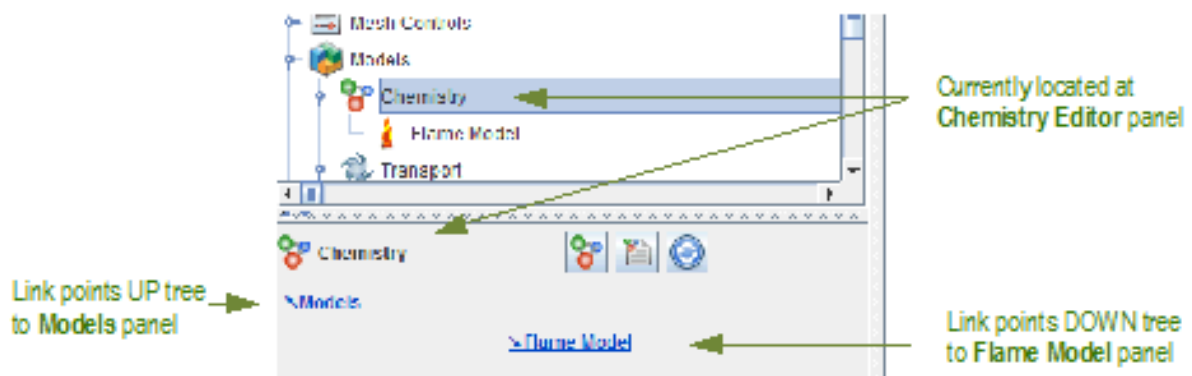 Mesh Controls
Models
Chemistry
Flame Model
Transport
Currently located at
Chemistry Editor panel
Chemistry
Models
Flame Model
Link points UP tree
to Models panel
Link points DOWN tree
to Flame Model panel